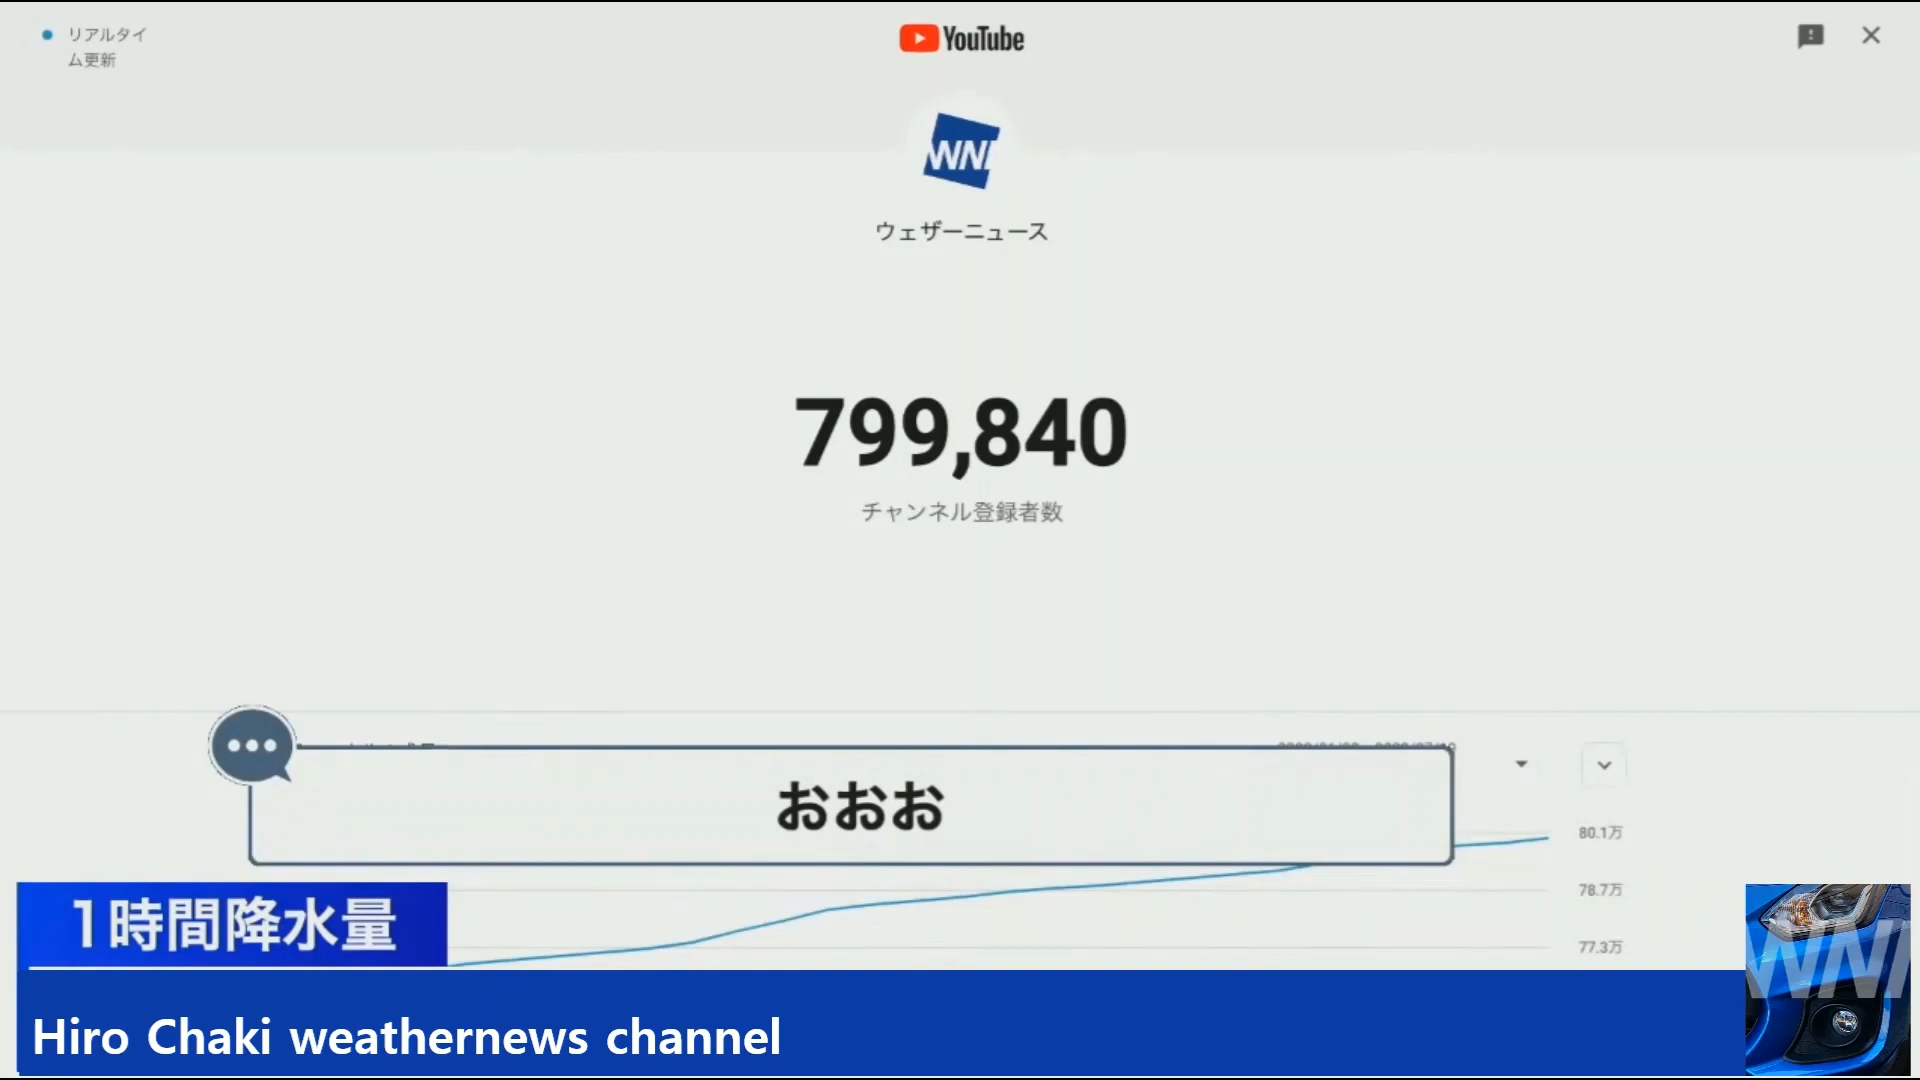 リアルタイ
ム更新
YouTube
WNI
ウェザーニュース
799,840
チャンネル登録者数
おおお
80.1万
78.7万
77.3万
1時間降水量
WNI
Hiro Chaki weathernews channel